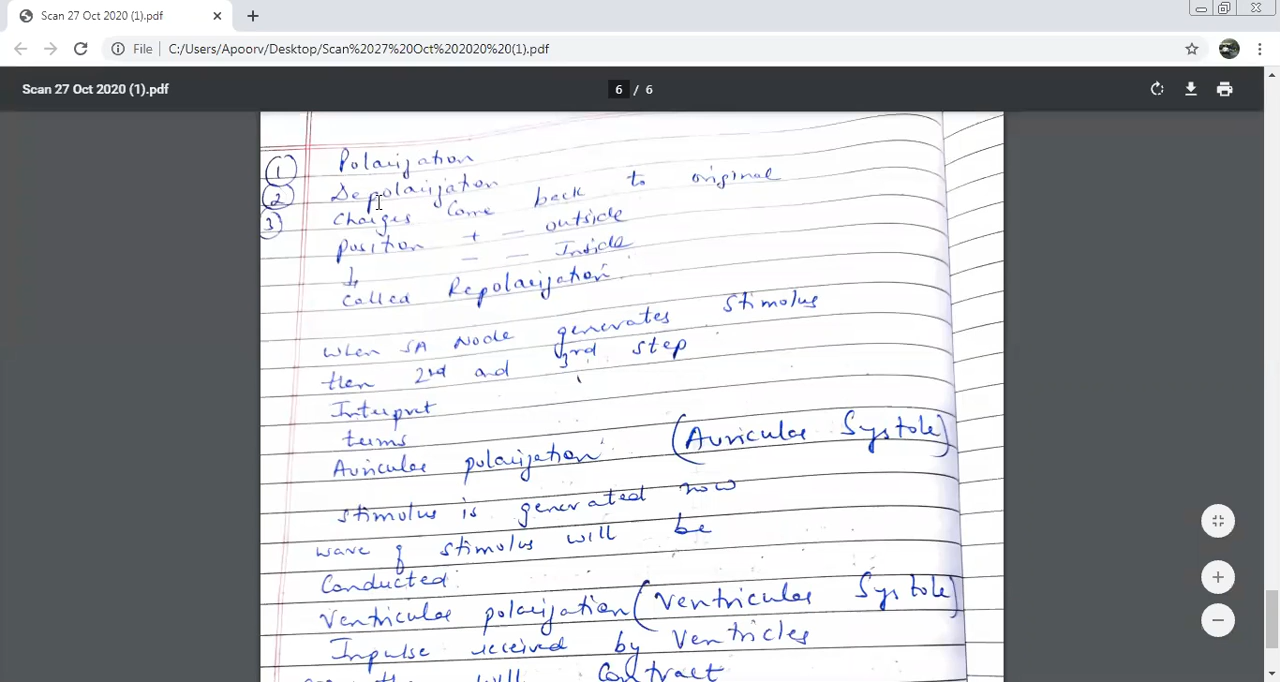 Scan 27 Oct 2020 (1).pdf
File C:/Users/Apoorv/Desktop/Scan%2027%20Oct%202020%20(1).pdf
Scan 27 Oct 2020 (1).pdf
6 / 6
① Polarization
② Depolarization
③ Charges come back to original
position + — outside
– — Inside
↓
called Repolarization.
when SA Node generates stimulus
then 2nd and 3rd step
Interpret
terms
Auricular polarization (Auricular Systole)
stimulus is generated now
wave of stimulus will be
Conducted
Ventricular polarization (Ventricular Systole)
Impulse received by Ventricles
will Contract